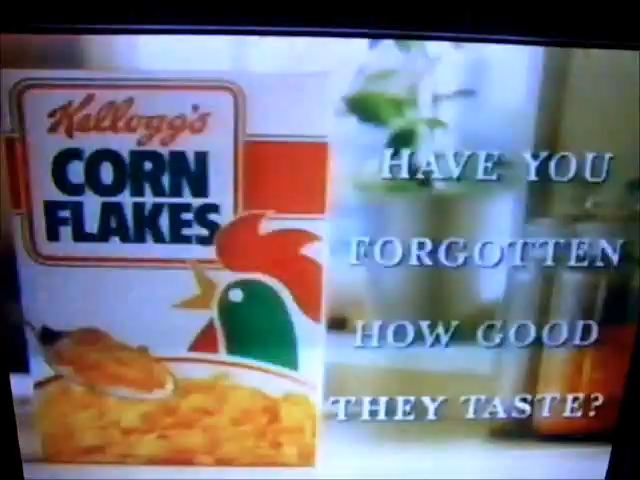 Kellogg's
CORN
FLAKES
HAVE YOU
FORGOTTEN
HOW GOOD
THEY TASTE?